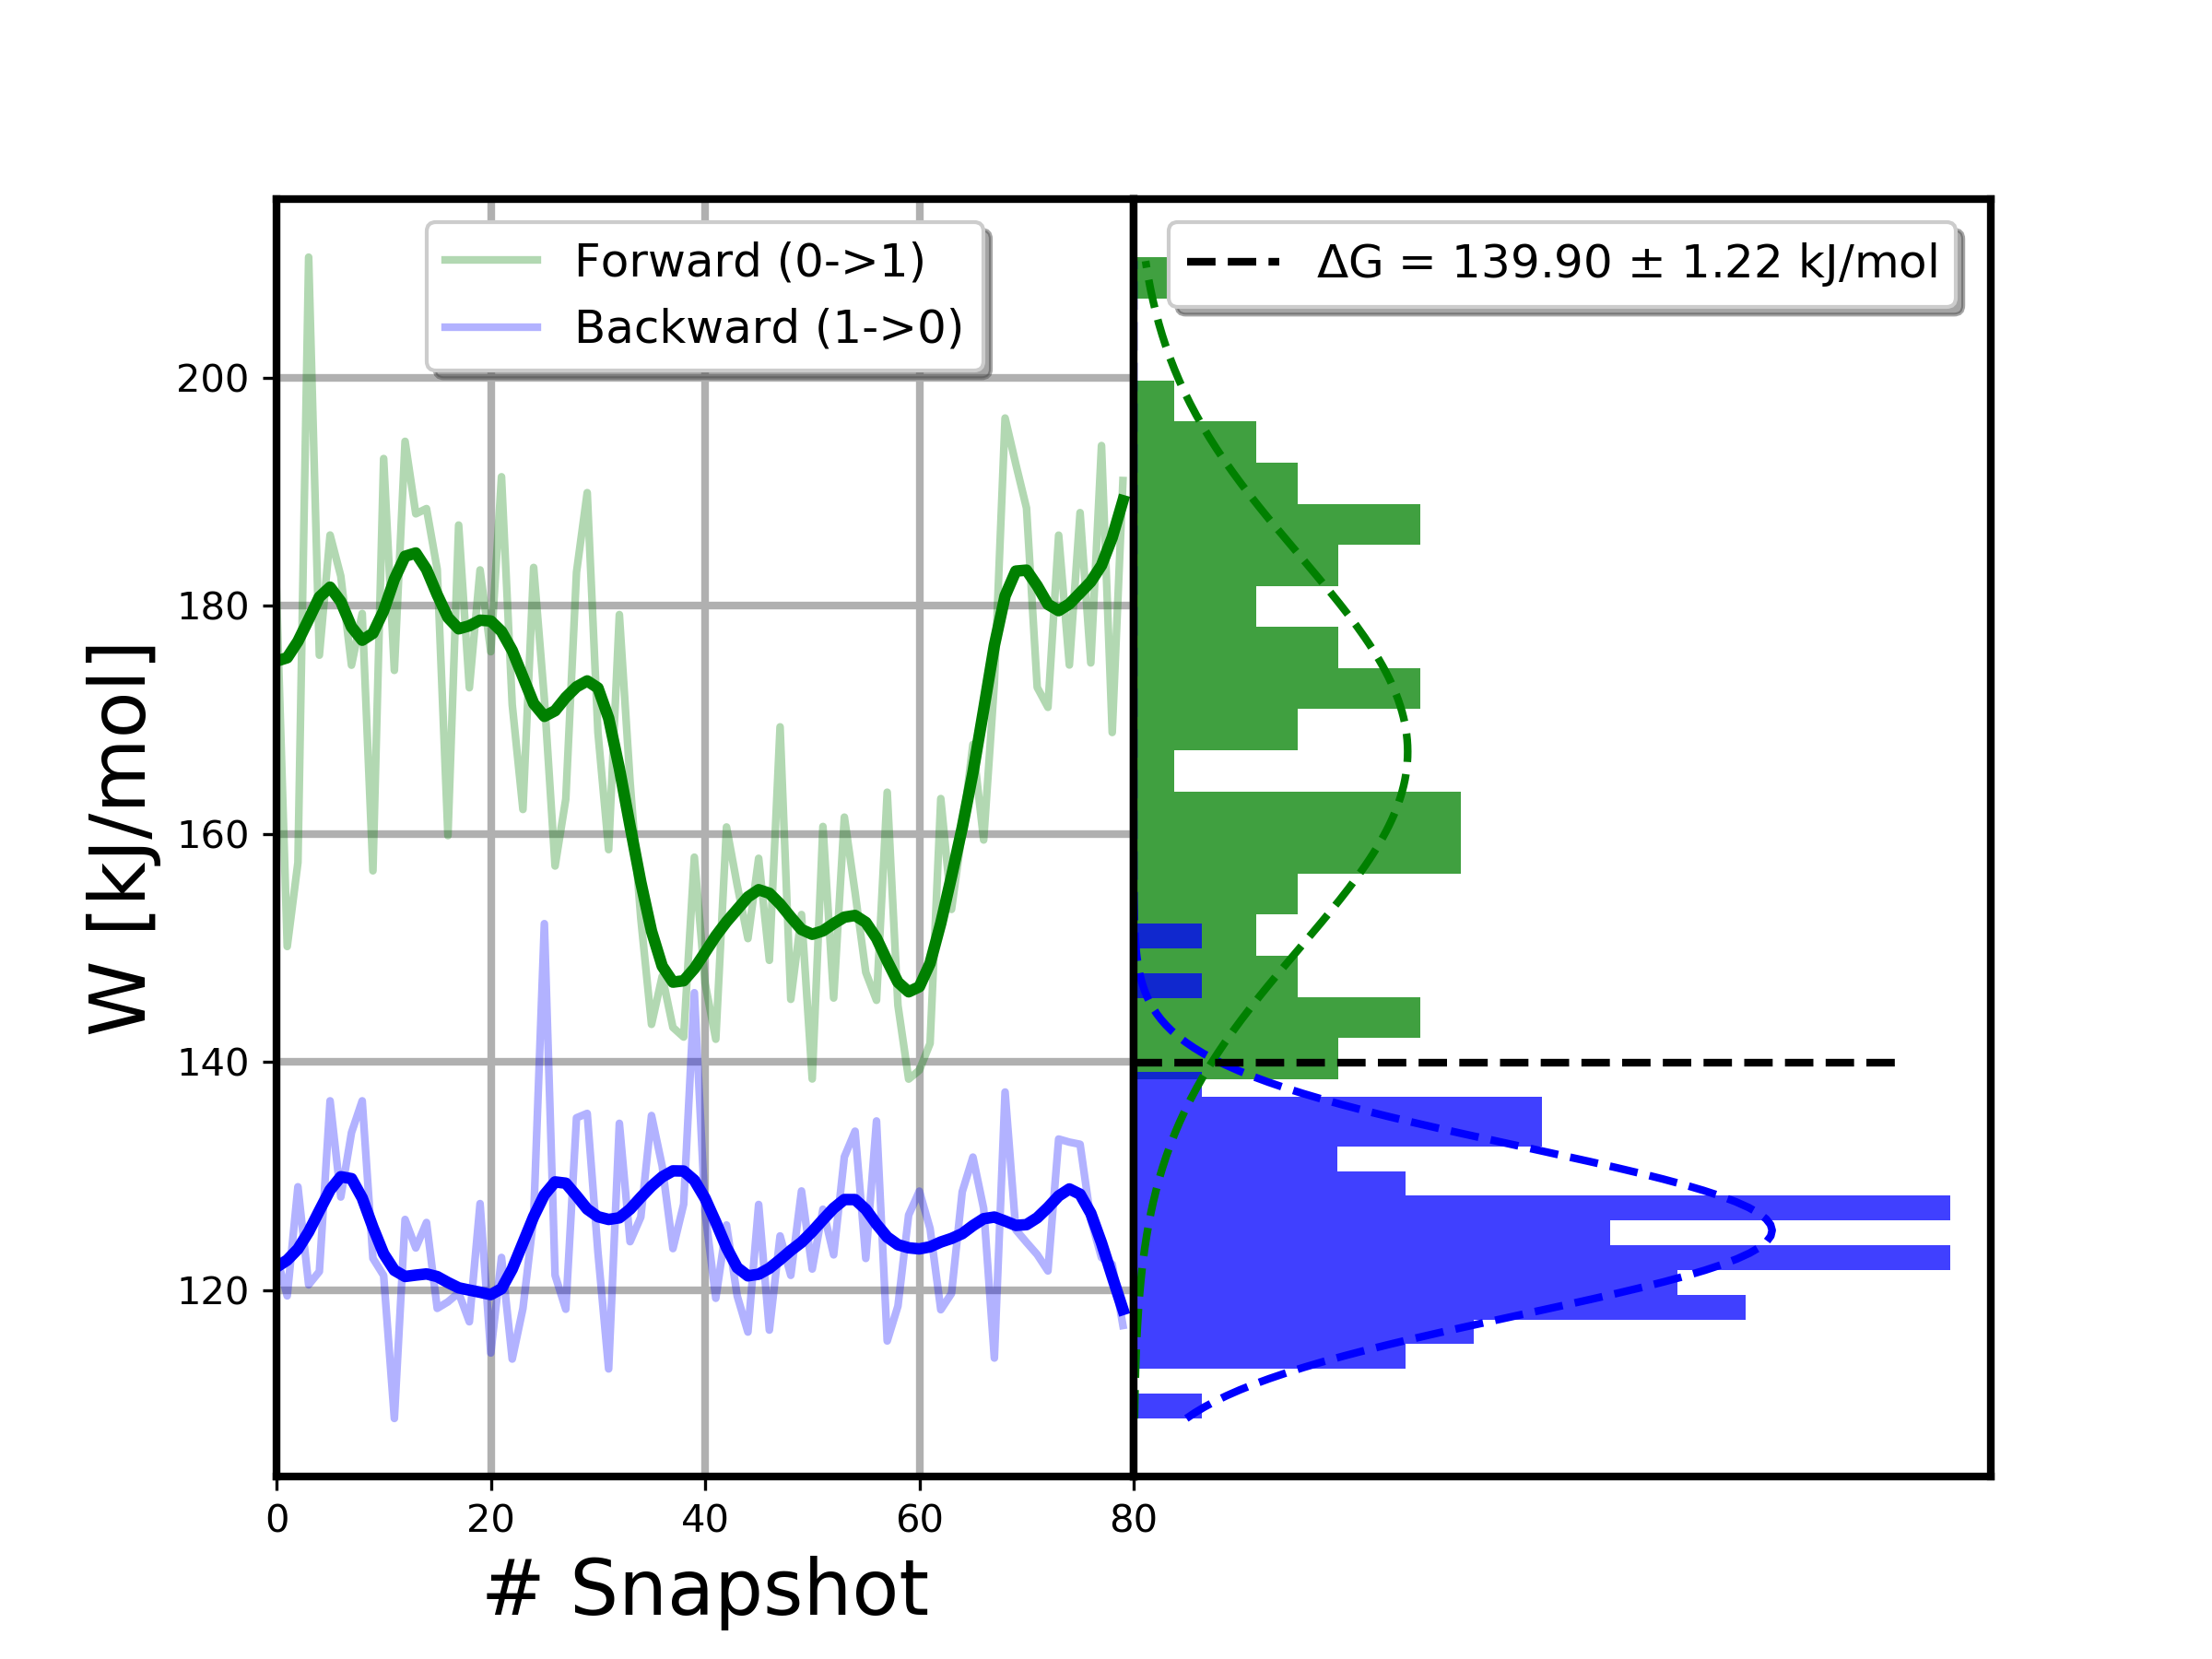 Forward (0->1)
Backward (1->0)
ΔG = 139.90 ± 1.22 kJ/mol
W [kJ/mol]
200
180
160
140
120
0 20 40 60 80
# Snapshot